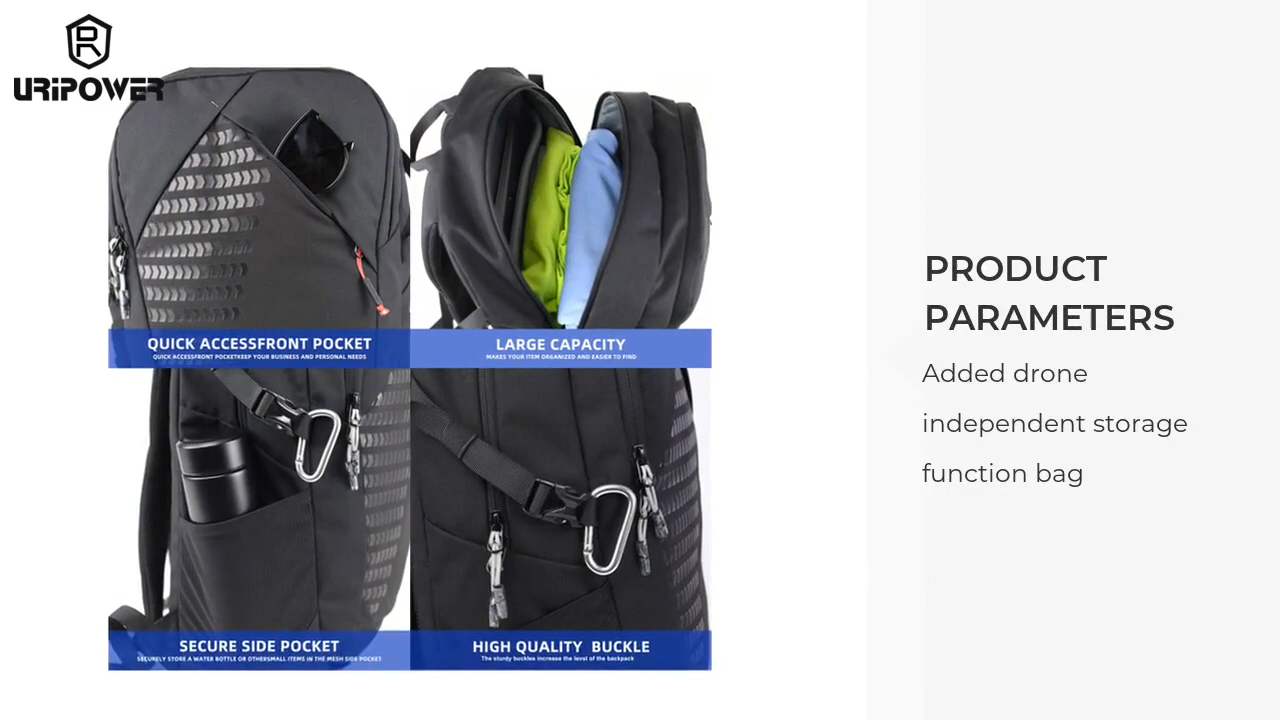 URIPOWER
QUICK ACCESSFRONT POCKET
QUICK ACCESSFRONT POCKETKEEP YOUR BUSINESS AND PERSONAL NEEDS
LARGE CAPACITY
MAKES YOUR ITEM ORGANIZED AND EASIER TO FIND
SECURE SIDE POCKET
SECURELY STORE A WATER BOTTLE OR OTHERSMALL ITEMS IN THE MESH SIDE POCKET
HIGH QUALITY BUCKLE
The sturdy buckles increase the level of the backpack
PRODUCT
PARAMETERS
Added drone
independent storage
function bag